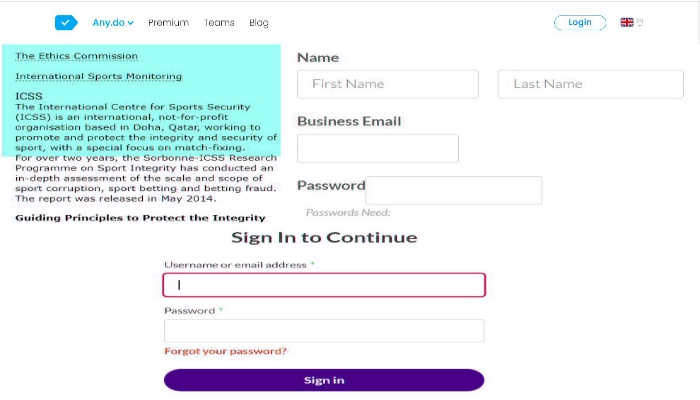 Any.do
Premium
Teams
Blog
Login
EN
The Ethics Commission
International Sports Monitoring
ICSS
The International Centre for Sports Security
(ICSS) is an international, not-for-profit
organisation based in Doha, Qatar, working to
promote and protect the integrity and security of
sport, with a special focus on match-fixing.
For over two years, the Sorbonne-ICSS Research
Programme on Sport Integrity has conducted an
in-depth assessment of the scale and scope of
sport corruption, sport betting and betting fraud.
The report was released in May 2014.
Guiding Principles to Protect the Integrity
Name
First Name
Last Name
Business Email
Password
Passwords Need:
Sign In to Continue
Username or email address *
Password *
Forgot your password?
Sign in